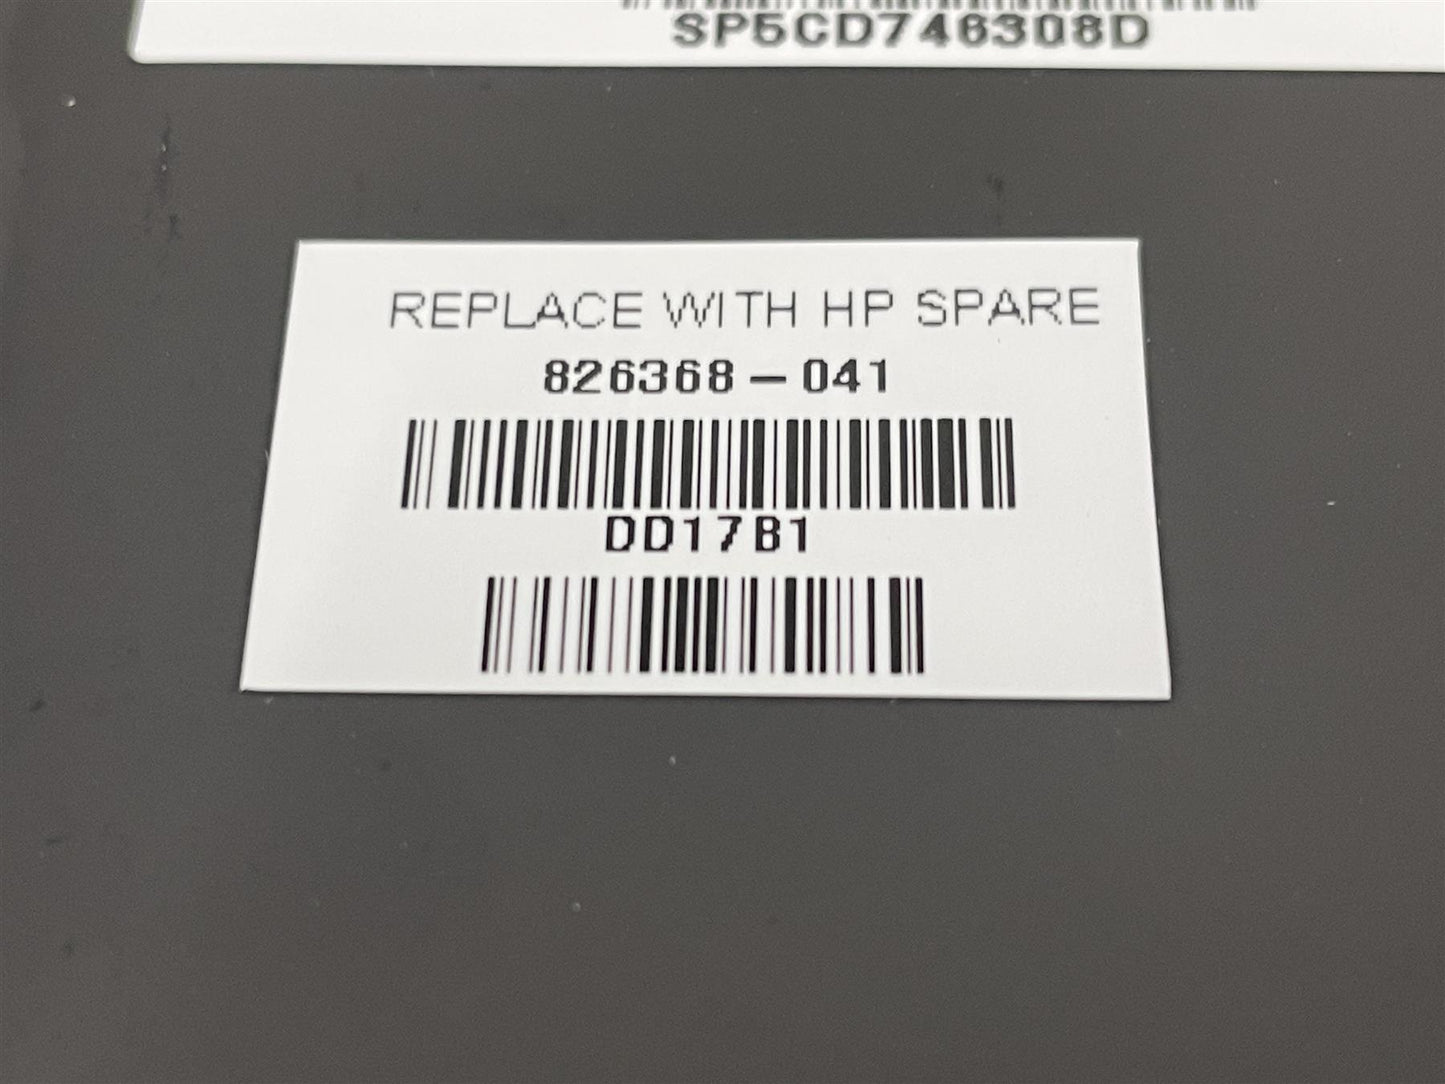 SP5CD746308D
REPLACE WITH HP SPARE
826368-041
DD17B1